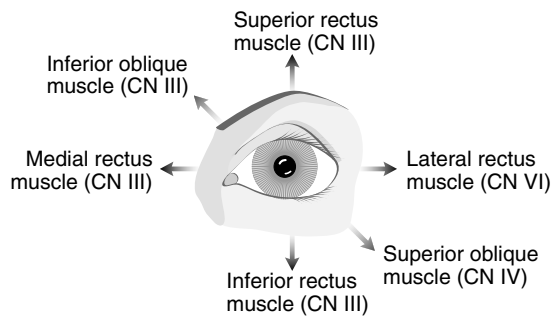 Superior rectus
muscle (CN III)
Inferior oblique
muscle (CN III)
Medial rectus
muscle (CN III)
Lateral rectus
muscle (CN VI)
Superior oblique
muscle (CN IV)
Inferior rectus
muscle (CN III)